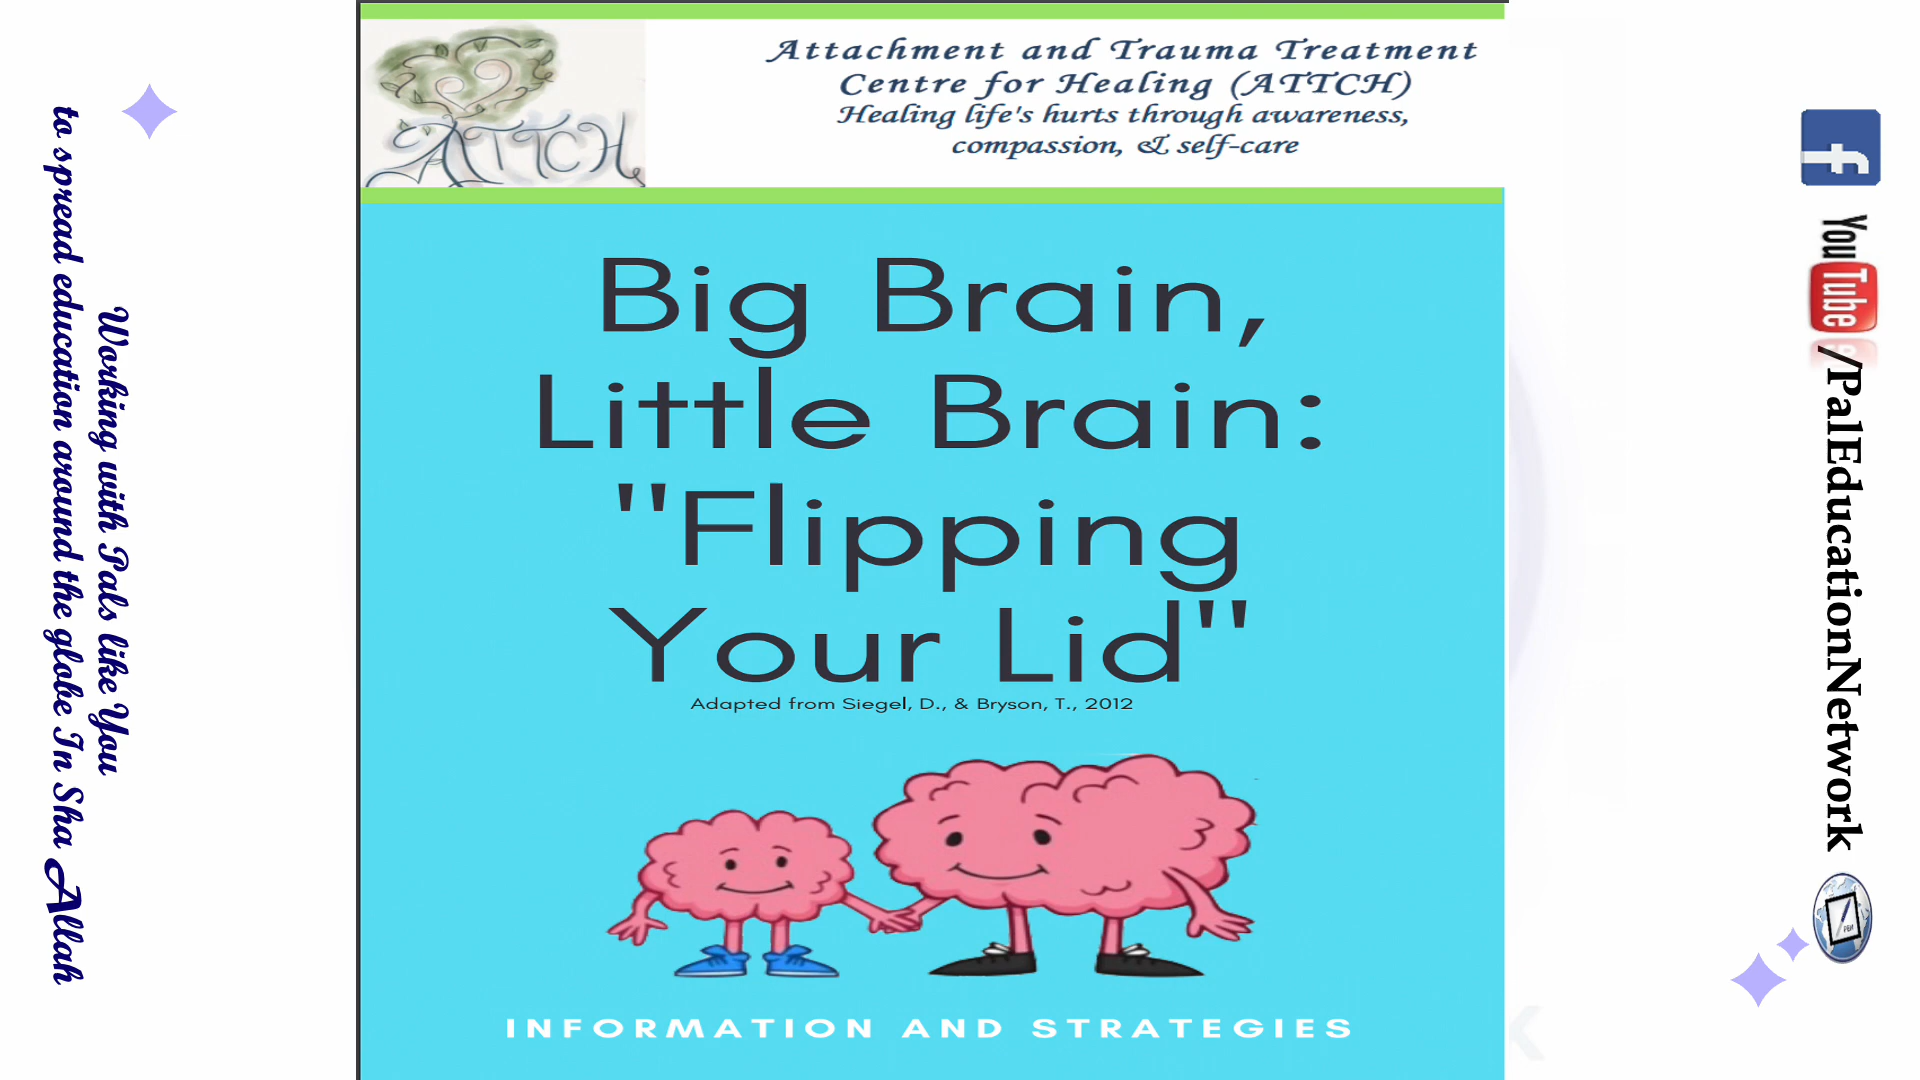 Working with Pals like You
to spread education around the globe In Sha Allah
ATTCH
Attachment and Trauma Treatment
Centre for Healing (ATTCH)
Healing life's hurts through awareness,
compassion, & self-care
Big Brain,
Little Brain:
"Flipping
Your Lid"
Adapted from Siegel, D., & Bryson, T., 2012
INFORMATION AND STRATEGIES
f
YouTube
/PalEducationNetwork
PEN